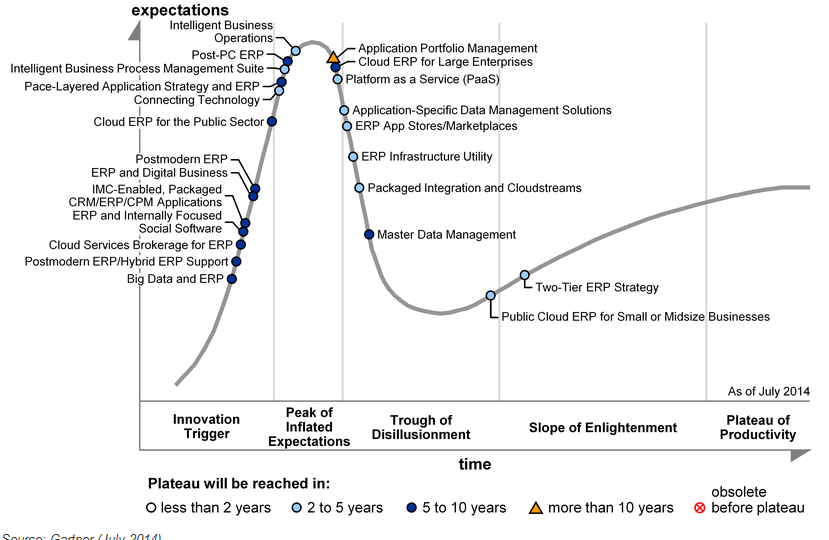 expectations
Intelligent Business
Operations
Post-PC ERP
Intelligent Business Process Management Suite
Pace-Layered Application Strategy and ERP
Connecting Technology
Cloud ERP for the Public Sector
Postmodern ERP
ERP and Digital Business
IMC-Enabled, Packaged
CRM/ERP/CPM Applications
ERP and Internally Focused
Social Software
Cloud Services Brokerage for ERP
Postmodern ERP/Hybrid ERP Support
Big Data and ERP
Application Portfolio Management
Cloud ERP for Large Enterprises
Platform as a Service (PaaS)
Application-Specific Data Management Solutions
ERP App Stores/Marketplaces
ERP Infrastructure Utility
Packaged Integration and Cloudstreams
Master Data Management
Two-Tier ERP Strategy
Public Cloud ERP for Small or Midsize Businesses
As of July 2014
Innovation
Trigger
Peak of
Inflated
Expectations
Trough of
Disillusionment
Slope of Enlightenment
Plateau of
Productivity
time
Plateau will be reached in:
less than 2 years
2 to 5 years
5 to 10 years
more than 10 years
obsolete
before plateau
Source: Gartner (July 2014)